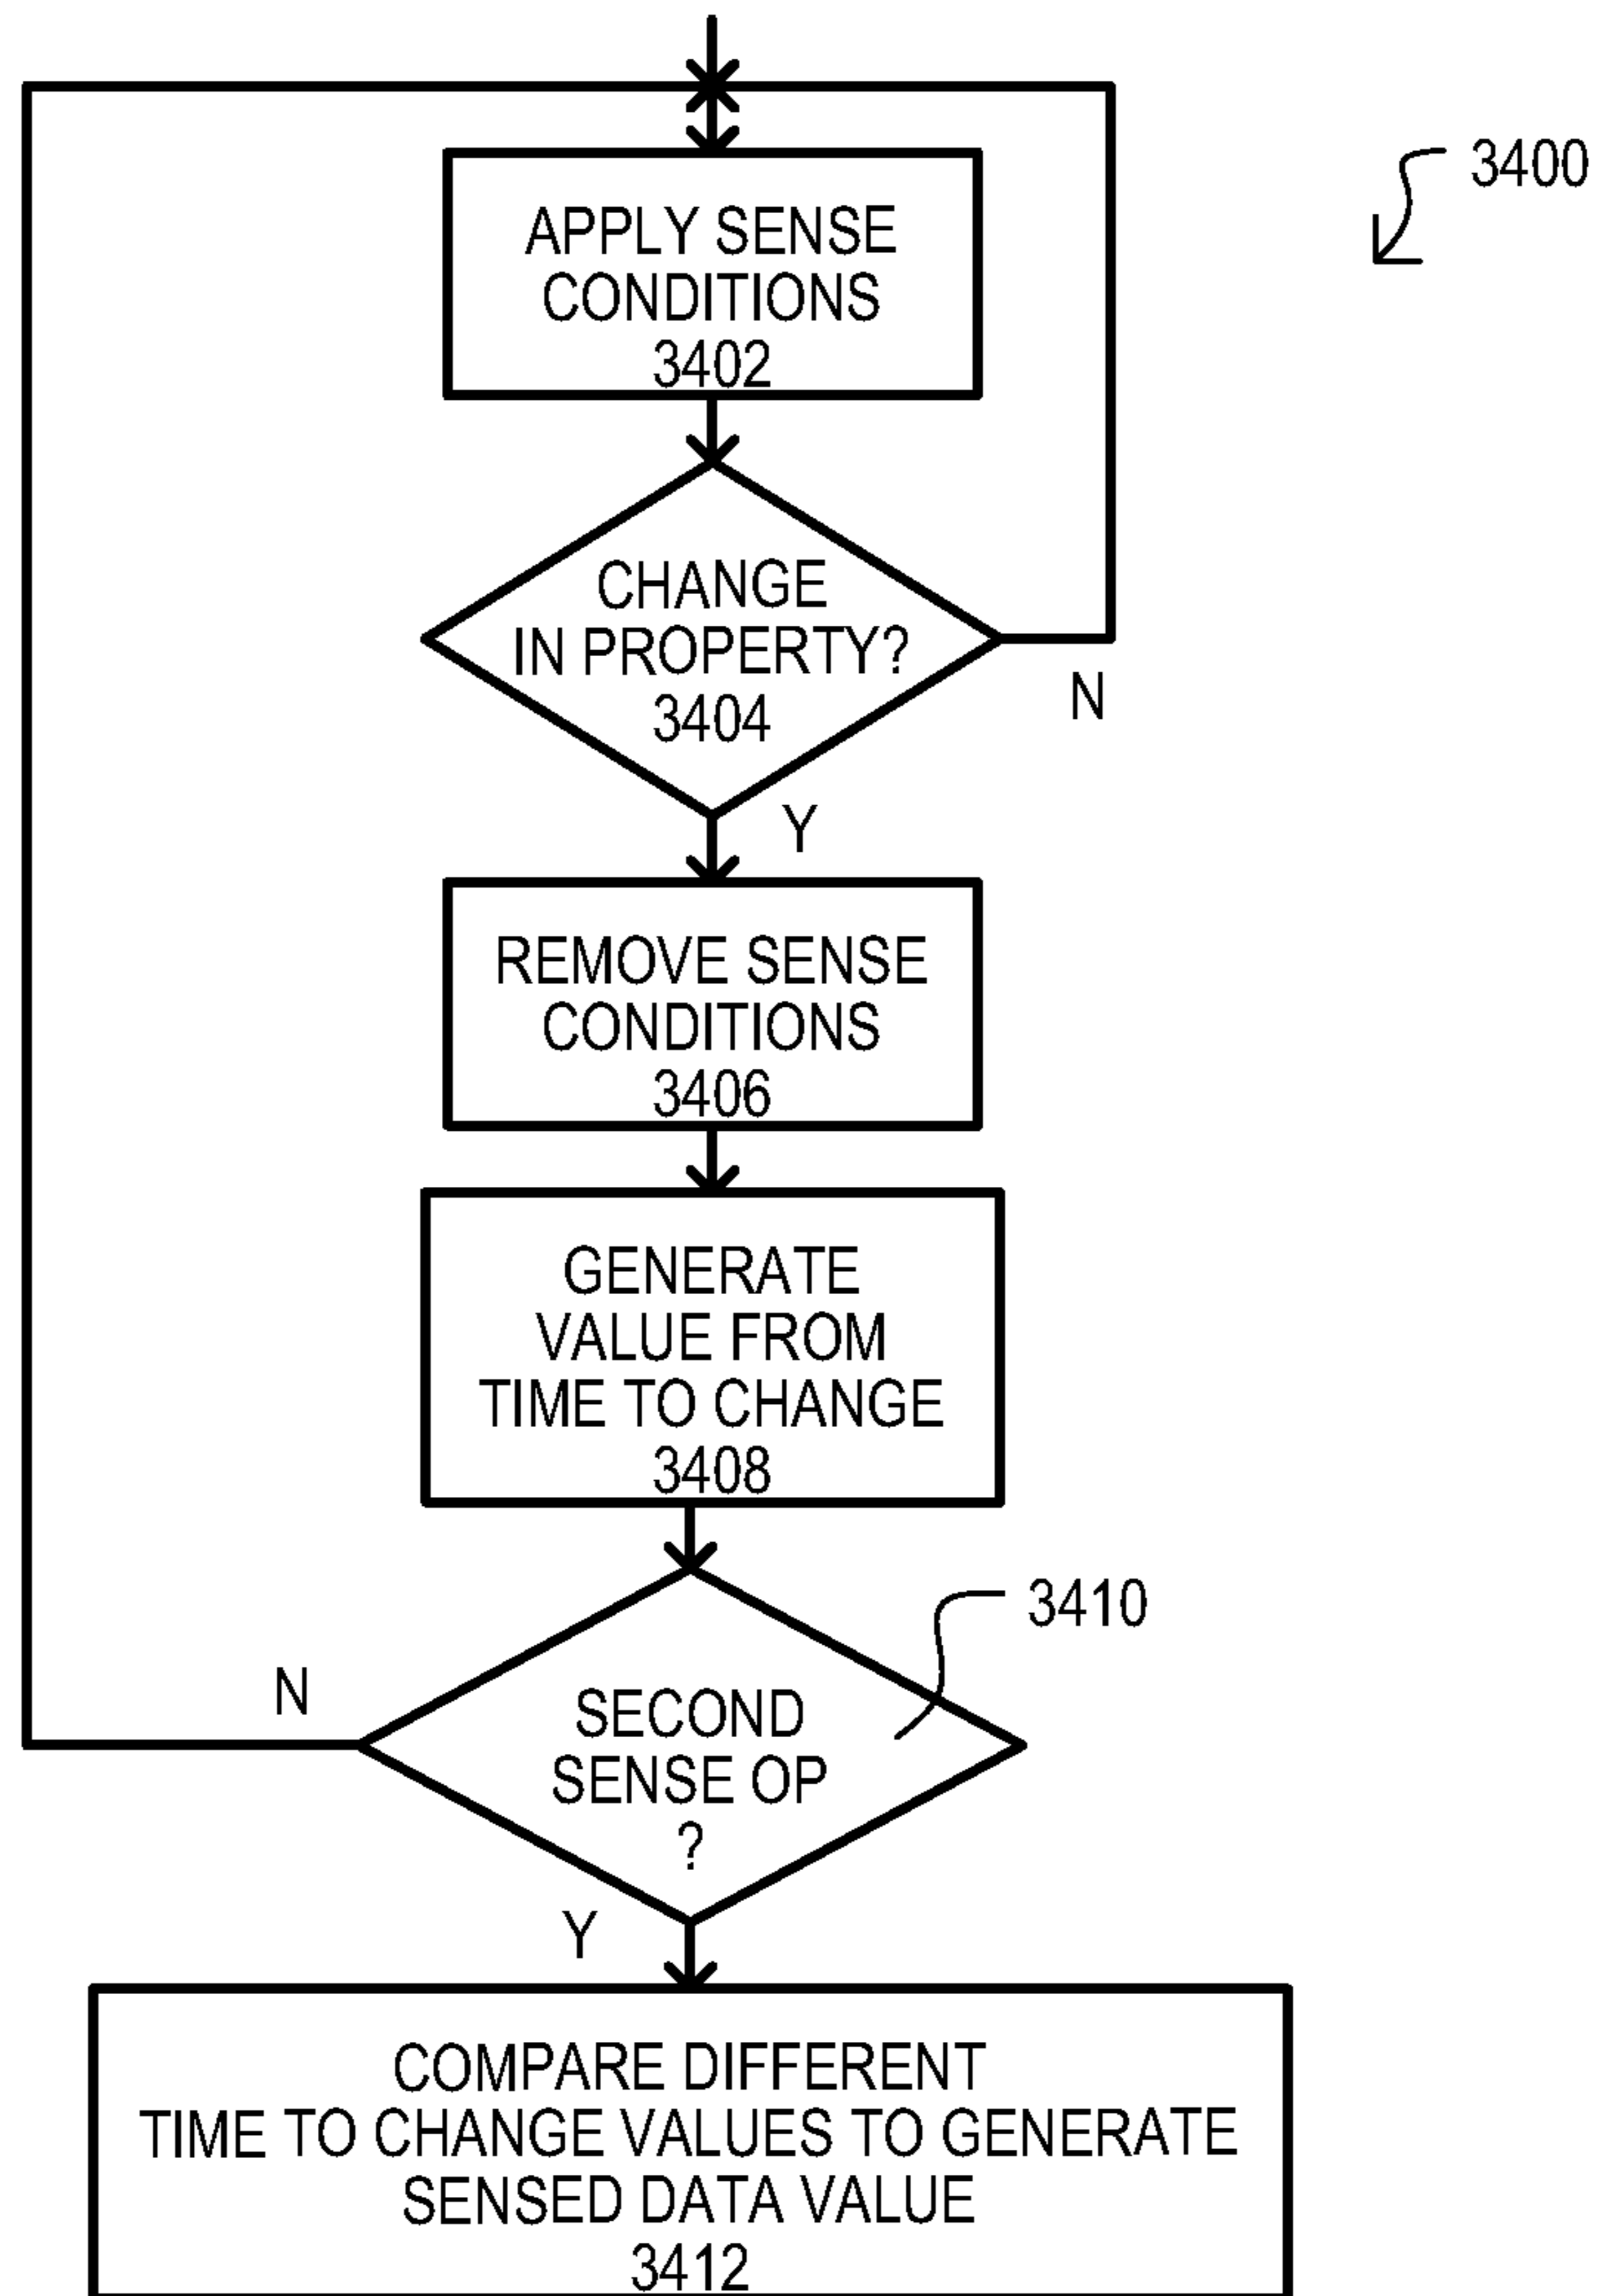 3400
APPLY SENSE
CONDITIONS
3402
CHANGE
IN PROPERTY?
3404
N
Y
REMOVE SENSE
CONDITIONS
3406
GENERATE
VALUE FROM
TIME TO CHANGE
3408
3410
N
SECOND
SENSE OP
?
Y
COMPARE DIFFERENT
TIME TO CHANGE VALUES TO GENERATE
SENSED DATA VALUE
3412